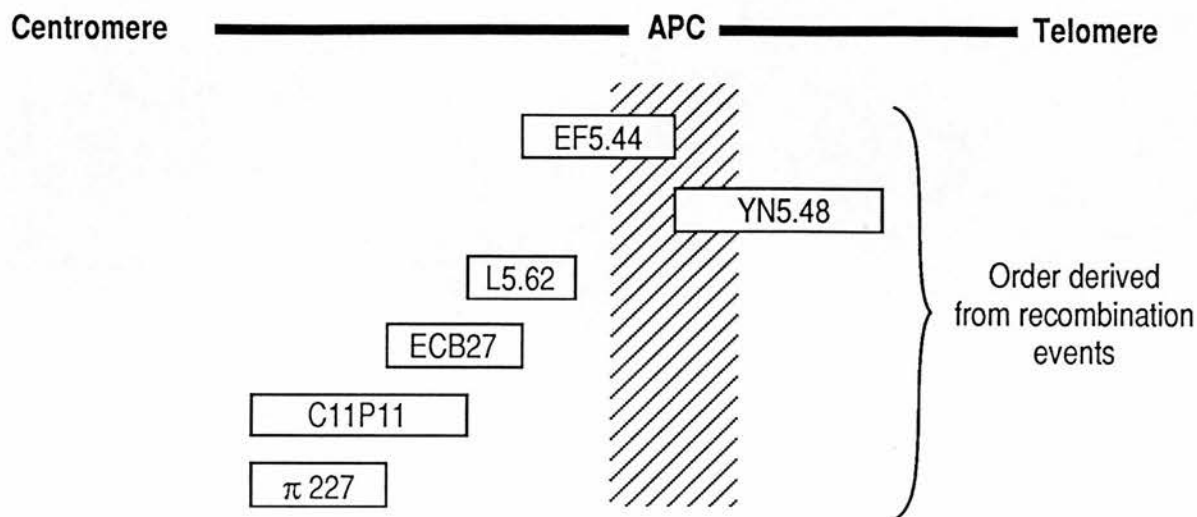 Centromere APC Telomere
EF5.44
YN5.48
L5.62
ECB27
C11P11
π 227
Order derived
from recombination
events